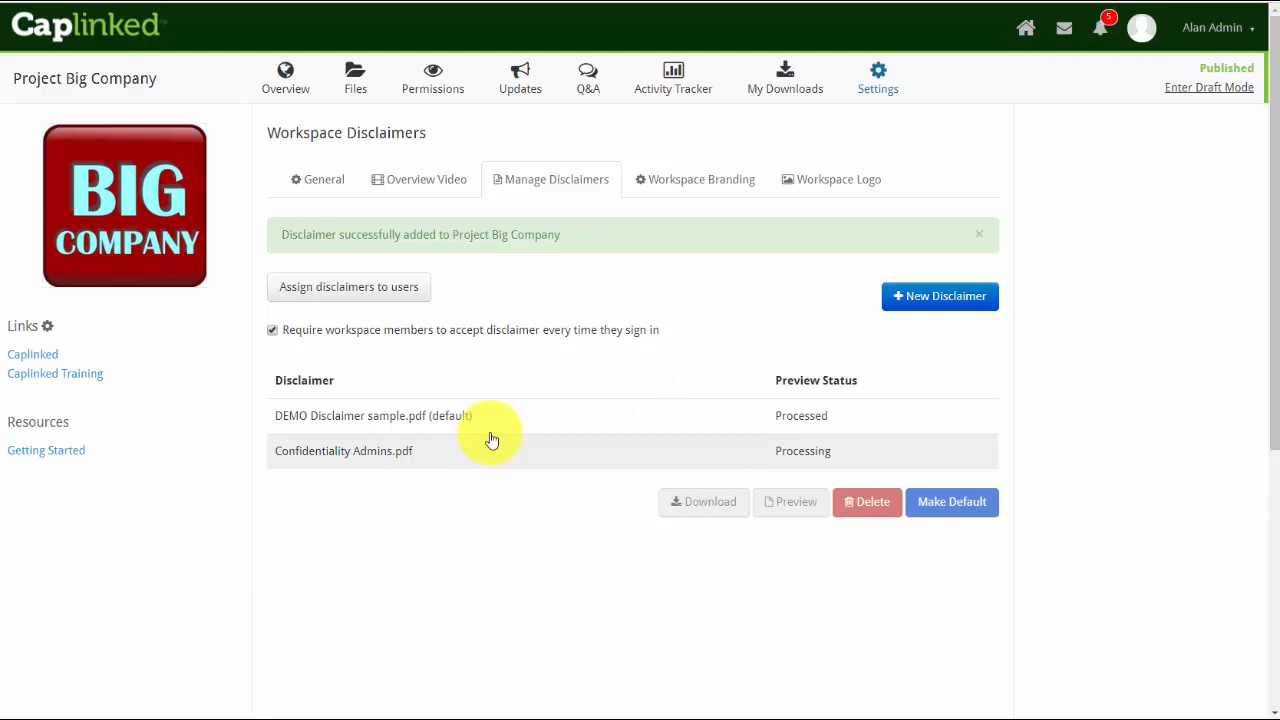 Caplinked
5
Alan Admin
Project Big Company
Overview
Files
Permissions
Updates
Q&A
Activity Tracker
My Downloads
Settings
Published
Enter Draft Mode
BIG
COMPANY
Links
Caplinked
Caplinked Training
Resources
Getting Started
Workspace Disclaimers
General
Overview Video
Manage Disclaimers
Workspace Branding
Workspace Logo
Disclaimer successfully added to Project Big Company
×
Assign disclaimers to users
+ New Disclaimer
Require workspace members to accept disclaimer every time they sign in
Disclaimer Preview Status
DEMO Disclaimer sample.pdf (default) Processed
Confidentiality Admins.pdf Processing
Download
Preview
Delete
Make Default